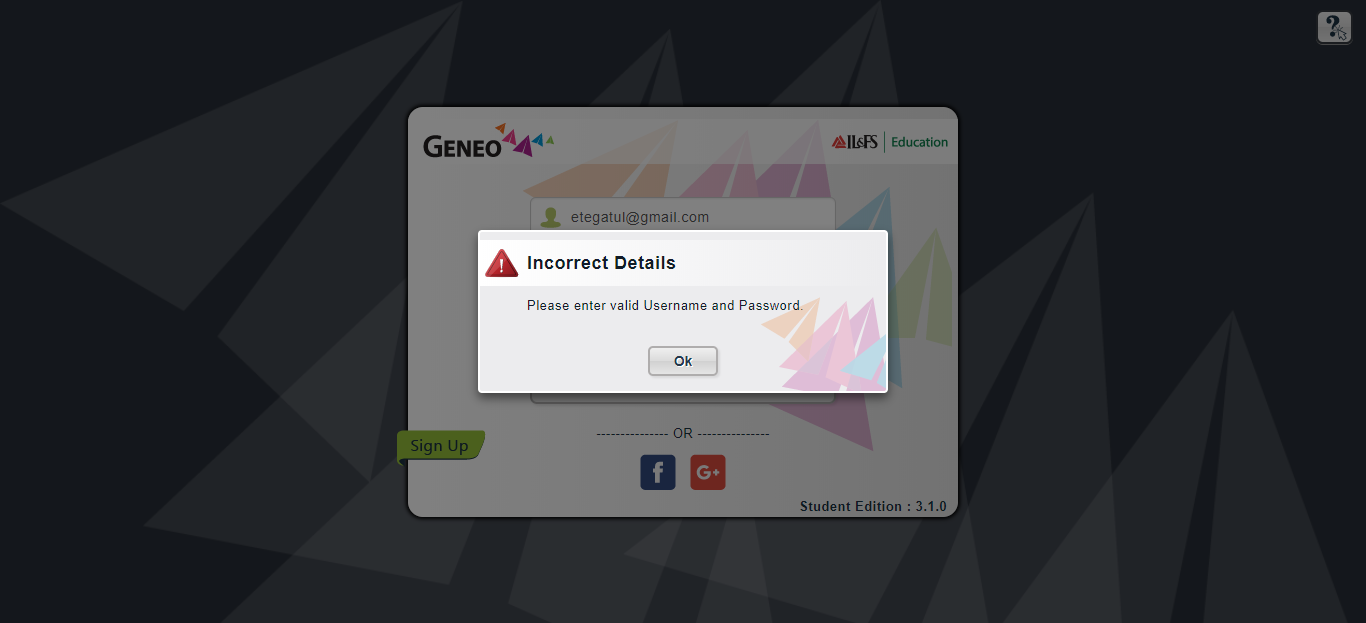 GENEO
IL&FS Education
etegatul@gmail.com
Incorrect Details
Please enter valid Username and Password.
Ok
--------------- OR ---------------
Sign Up
f
G+
Student Edition : 3.1.0
?